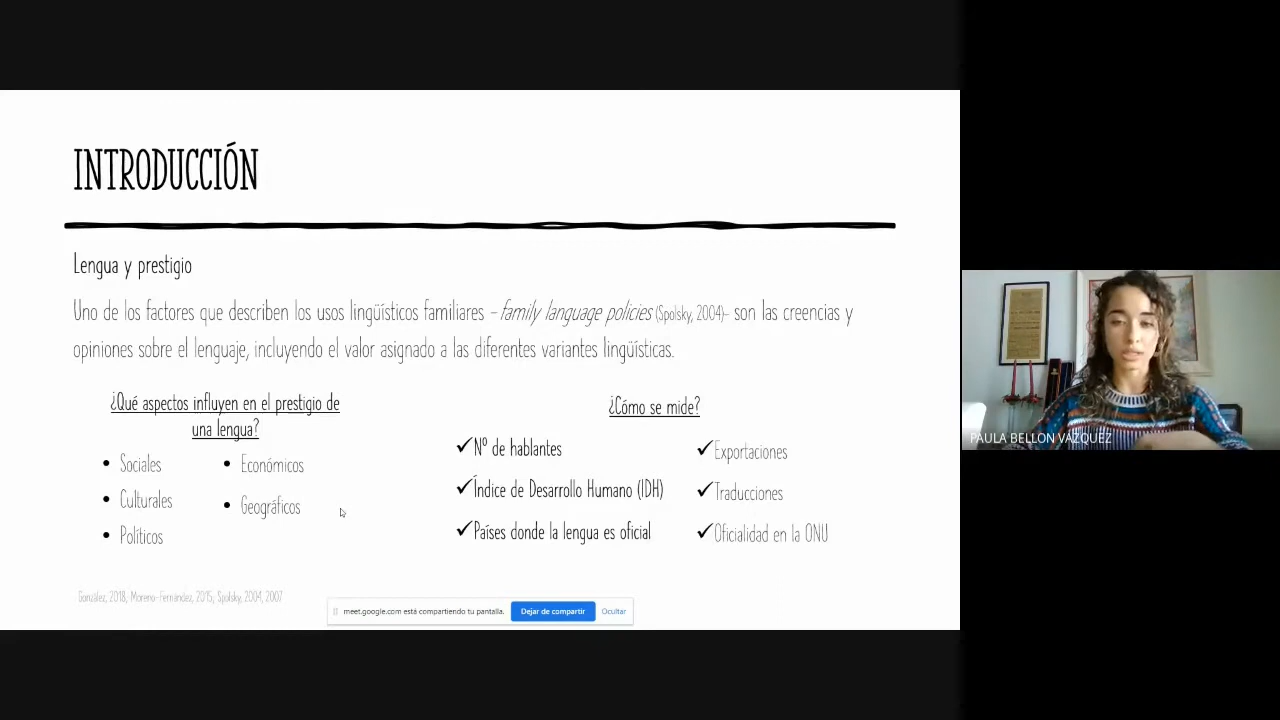 INTRODUCCIÓN
Lengua y prestigio
Uno de los factores que describen los usos lingüísticos familiares –family language policies (Spolsky, 2004)– son las creencias y
opiniones sobre el lenguaje, incluyendo el valor asignado a las diferentes variantes lingüísticas.
¿Qué aspectos influyen en el prestigio de
una lengua?
• Sociales
• Culturales
• Políticos
• Económicos
• Geográficos
¿Cómo se mide?
✓Nº de hablantes
✓Índice de Desarrollo Humano (IDH)
✓Países donde la lengua es oficial
✓Exportaciones
✓Traducciones
✓Oficialidad en la ONU
González, 2018; Moreno-Fernández, 2015; Spolsky, 2004, 2007
meet.google.com está compartiendo tu pantalla.
Dejar de compartir
Ocultar
PAULA BELLON VAZQUEZ